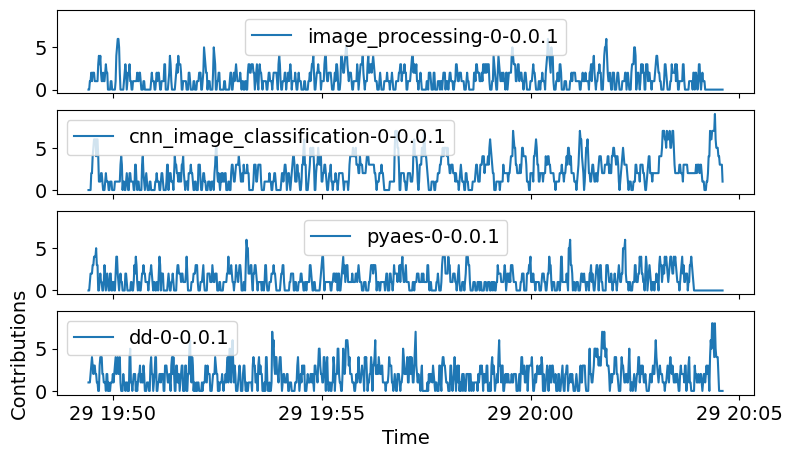 image_processing-0-0.0.1
5
0
cnn_image_classification-0-0.0.1
5
0
pyaes-0-0.0.1
5
0
dd-0-0.0.1
5
0
Contributions
29 19:50 29 19:55 29 20:00 29 20:05
Time